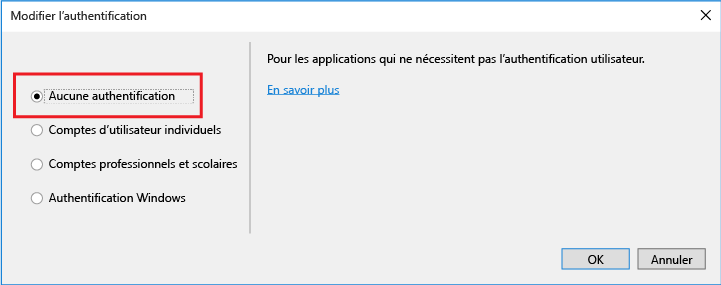 Modifier l'authentification
Aucune authentification
Comptes d'utilisateur individuels
Comptes professionnels et scolaires
Authentification Windows
Pour les applications qui ne nécessitent pas l'authentification utilisateur.
En savoir plus
OK
Annuler